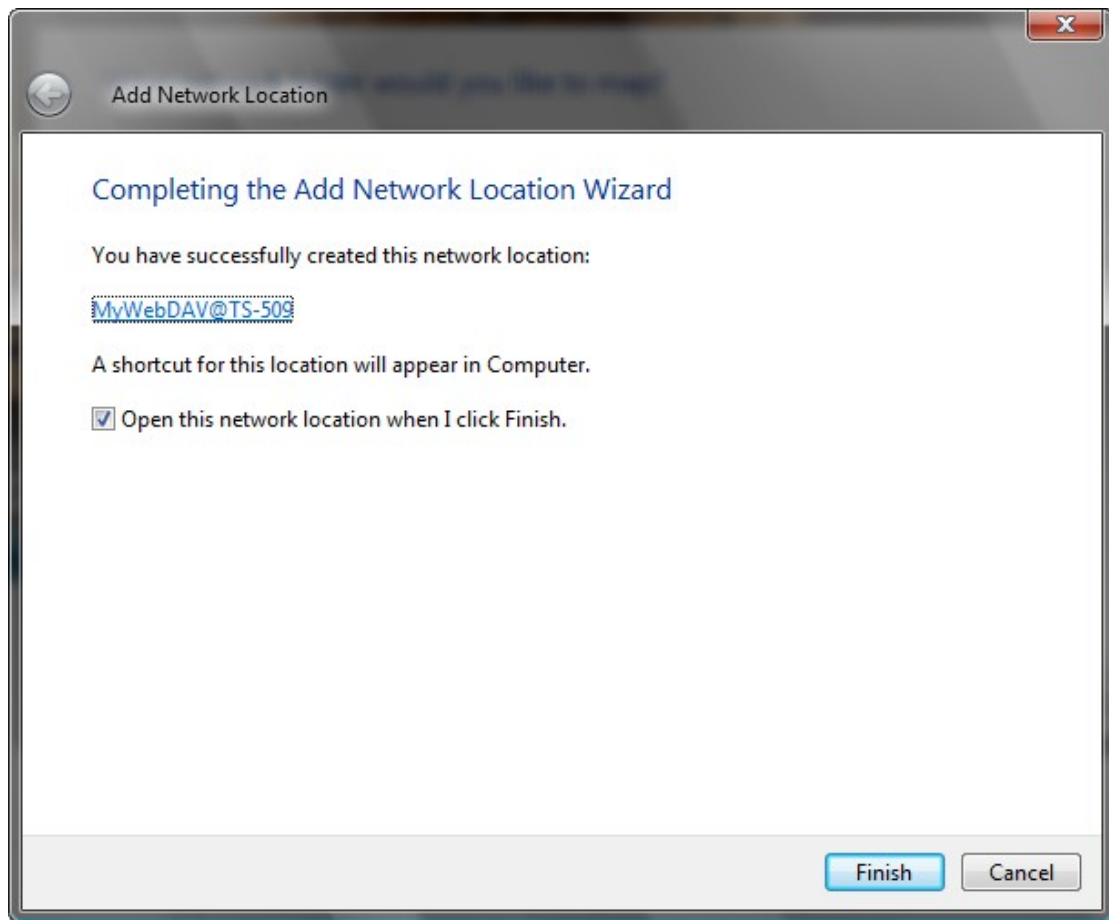 Add Network Location
Completing the Add Network Location Wizard
You have successfully created this network location:
MyWebDAV@TS-509
A shortcut for this location will appear in Computer.
Open this network location when I click Finish.
Finish
Cancel